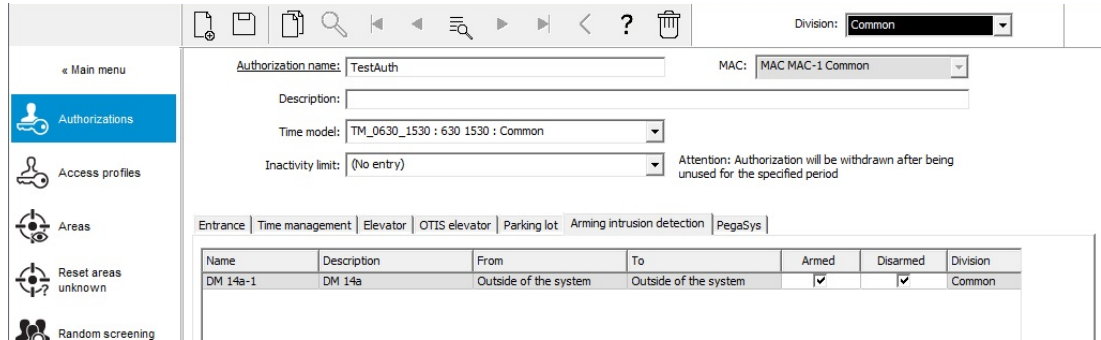 Division: Common
« Main menu
Authorization name: TestAuth
MAC: MAC MAC-1 Common
Description:
Authorizations
Time model: TM_0630_1530 : 630 1530 : Common
Inactivity limit: (No entry)
Attention: Authorization will be withdrawn after being
unused for the specified period
Access profiles
Entrance Time management Elevator OTIS elevator Parking lot Arming intrusion detection PegaSys
Areas
Name Description From To Armed Disarmed Division
DM 14a-1 DM 14a Outside of the system Outside of the system Common
Reset areas
unknown
Random screening